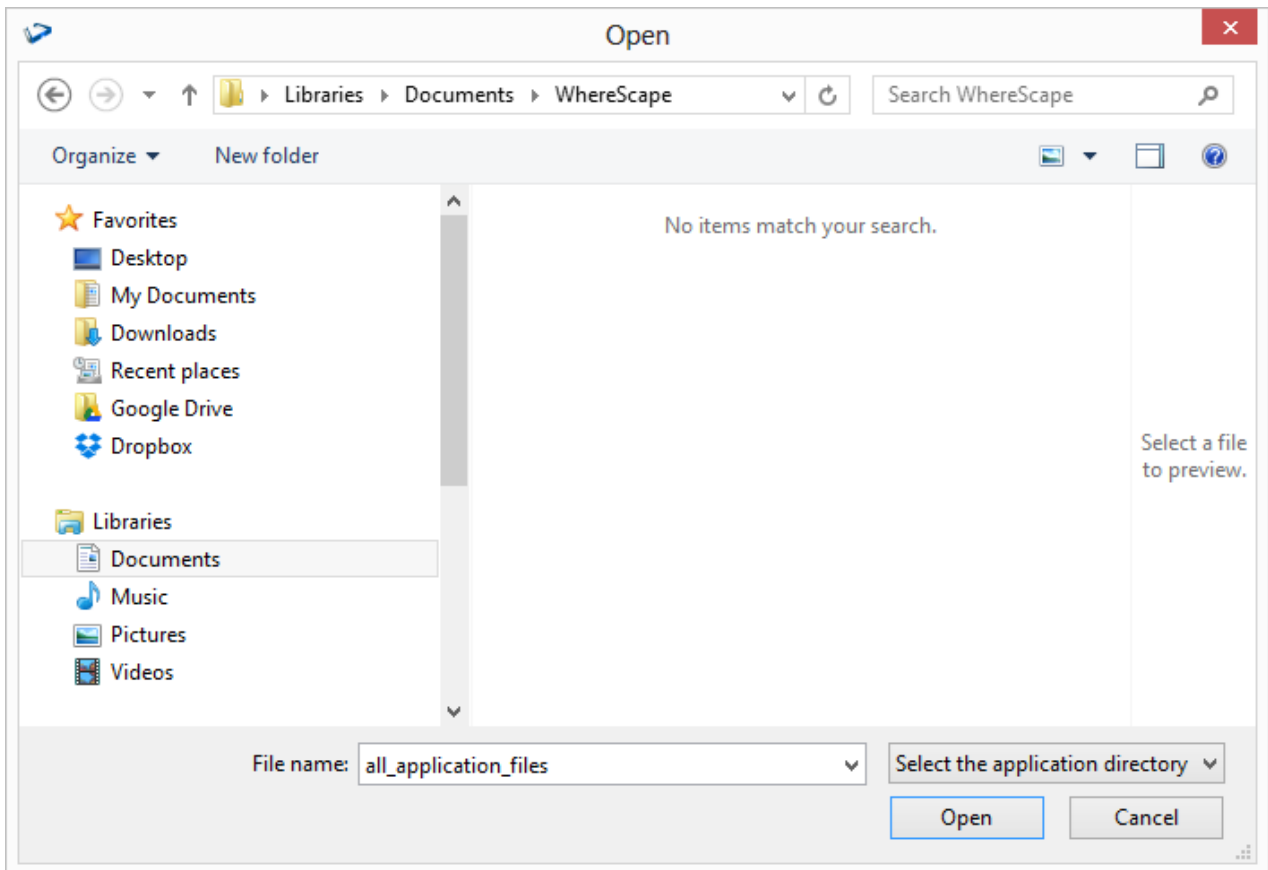 Open
Libraries Documents WhereScape
Search WhereScape
Organize
New folder
Favorites
Desktop
My Documents
Downloads
Recent places
Google Drive
Dropbox
Libraries
Documents
Music
Pictures
Videos
No items match your search.
Select a file
to preview.
File name: all_application_files
Select the application directory
Open
Cancel